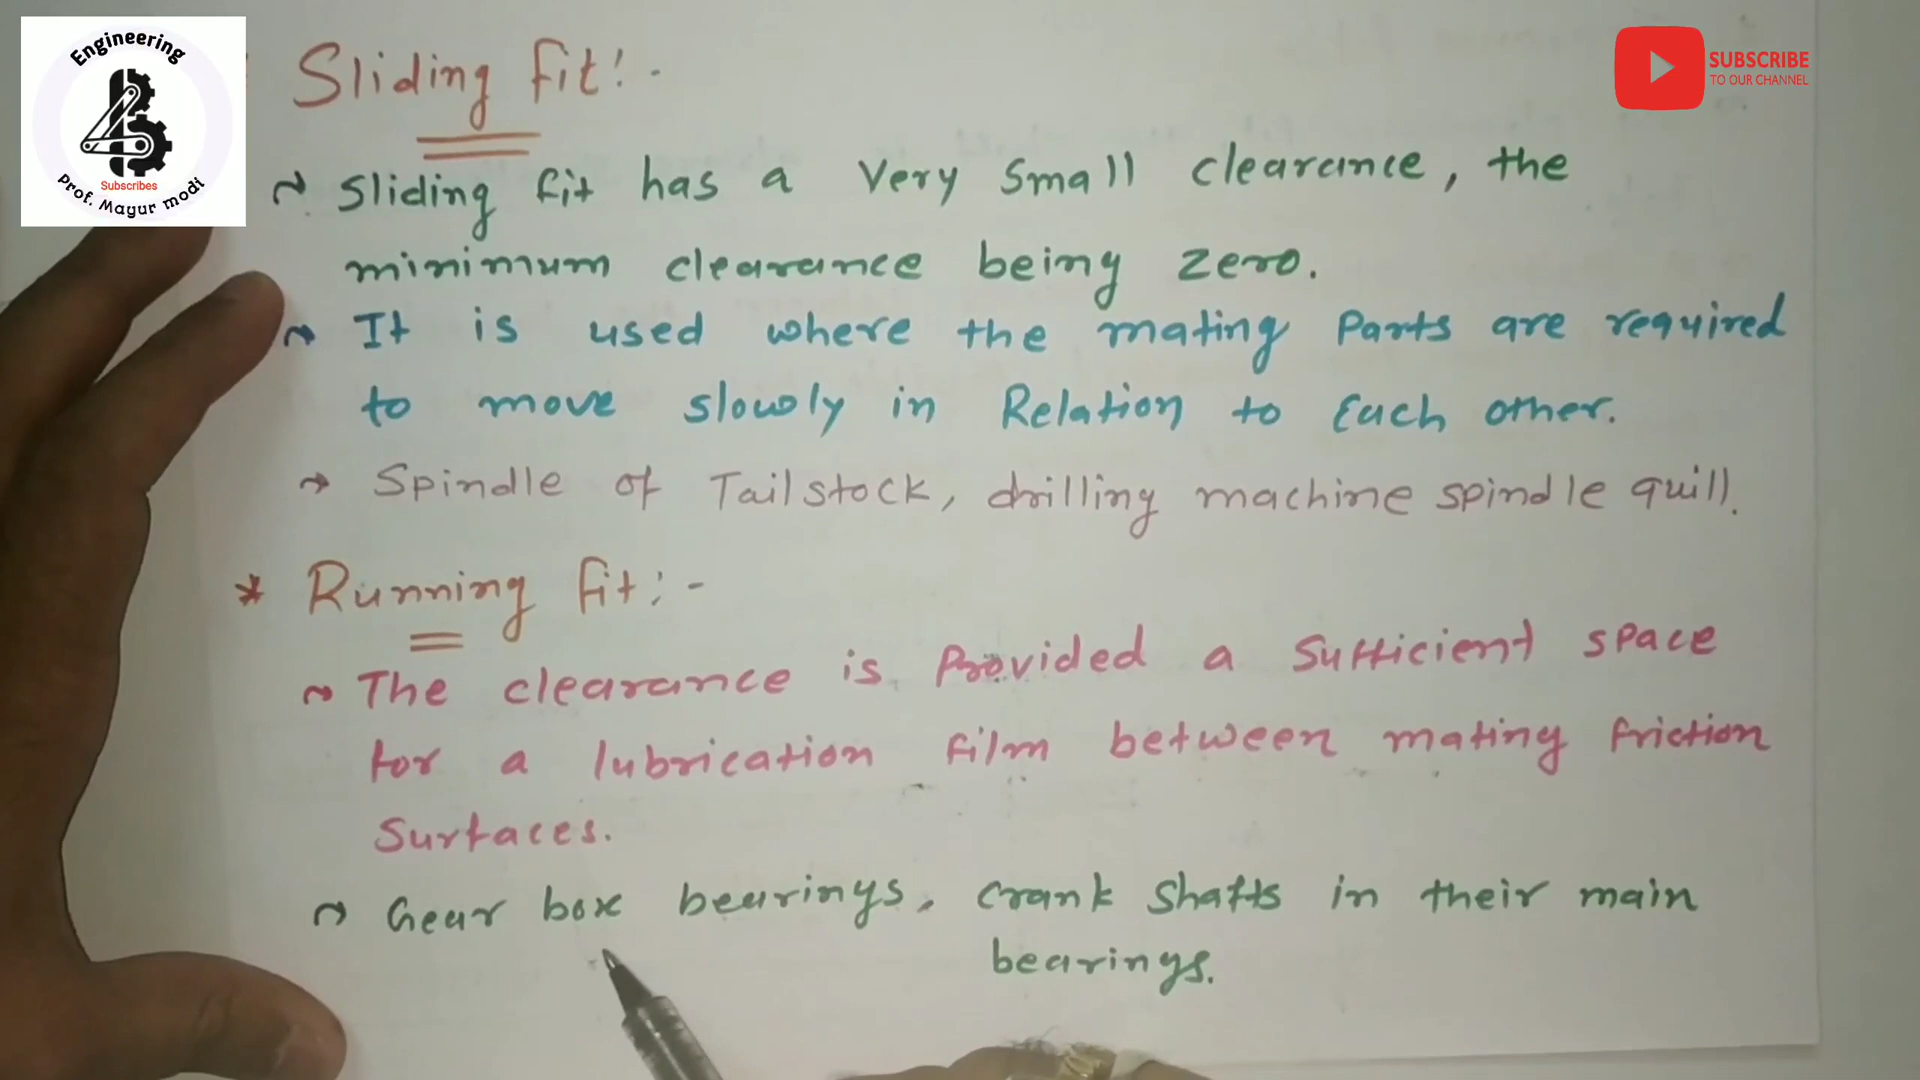 Engineering
Subscribes
Prof. Mayur modi
SUBSCRIBE
TO OUR CHANNEL
Sliding fit:-
→ Sliding fit has a very small clearance, the
minimum clearance being zero.
→ It is used where the mating Parts are required
to move slowly in Relation to Each other.
→ Spindle of Tailstock, drilling machine spindle quill.
* Running fit:-
→ The clearance is Provided a sufficient space
for a lubrication film between mating friction
surfaces.
→ Gear box bearings, crank shafts in their main
bearings.